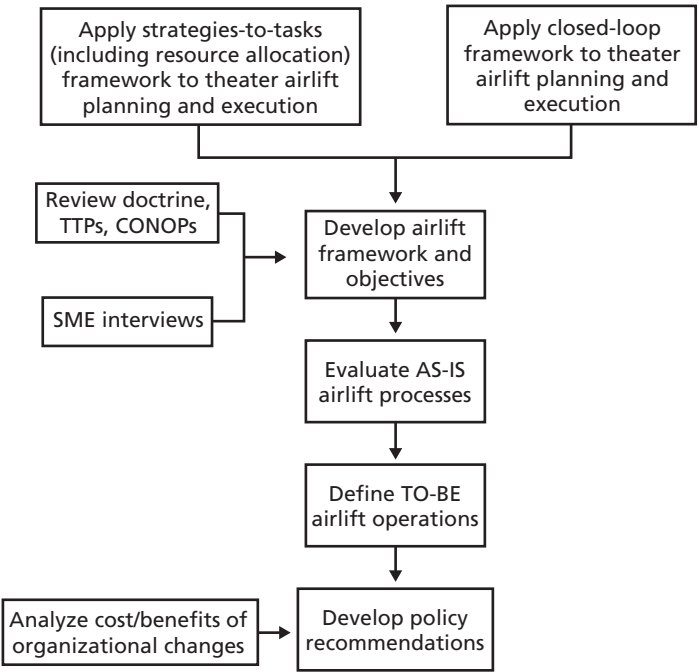 Apply strategies-to-tasks
(including resource allocation)
framework to theater airlift
planning and execution
Apply closed-loop
framework to theater
airlift planning and
execution
Review doctrine,
TTPs, CONOPs
SME interviews
Develop airlift
framework and
objectives
Evaluate AS-IS
airlift processes
Define TO-BE
airlift operations
Analyze cost/benefits of
organizational changes
Develop policy
recommendations